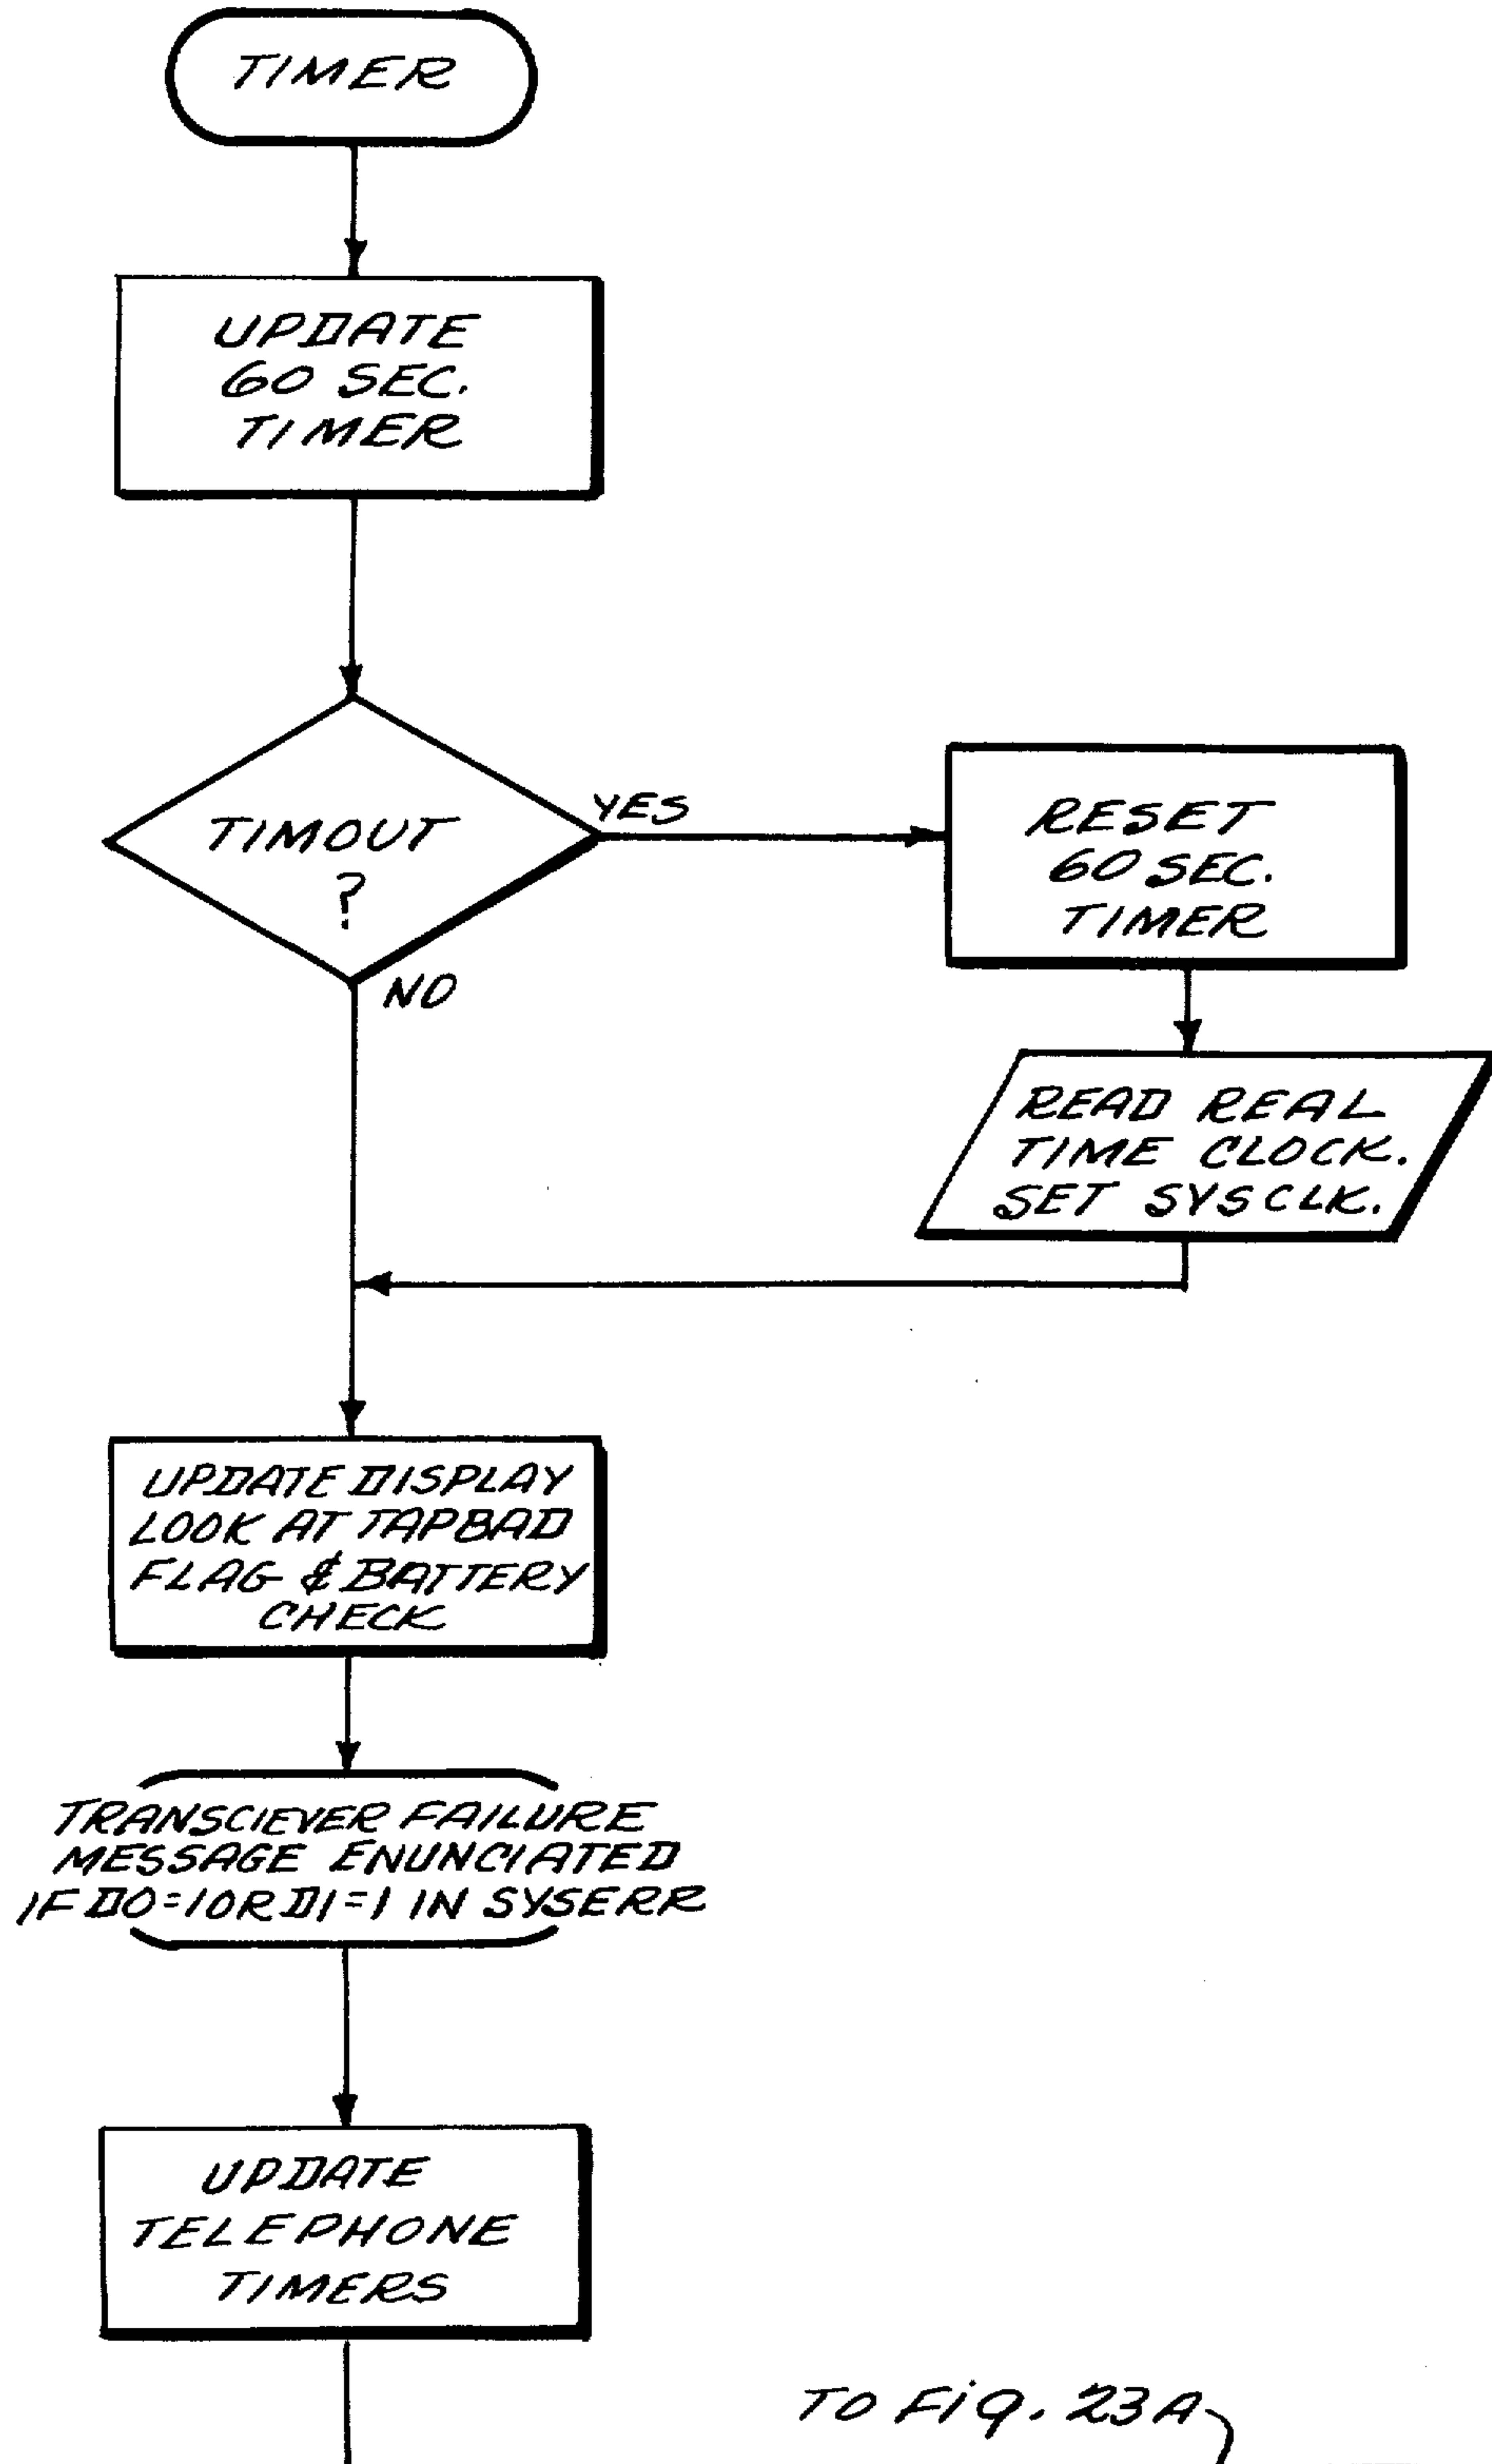 TIMER
UPDATE
60 SEC.
TIMER
TIMOUT
?
YES
NO
RESET
60 SEC.
TIMER
READ REAL
TIME CLOCK.
SET SYSCLK.
UPDATE DISPLAY
LOOK AT TAPBAD
FLAG & BATTERY
CHECK
TRANSCIEVER FAILURE
MESSAGE ENUNCIATED
IF D0=1 OR D1=1 IN SYSERR
UPDATE
TELEPHONE
TIMERS
TO FIG. 23A